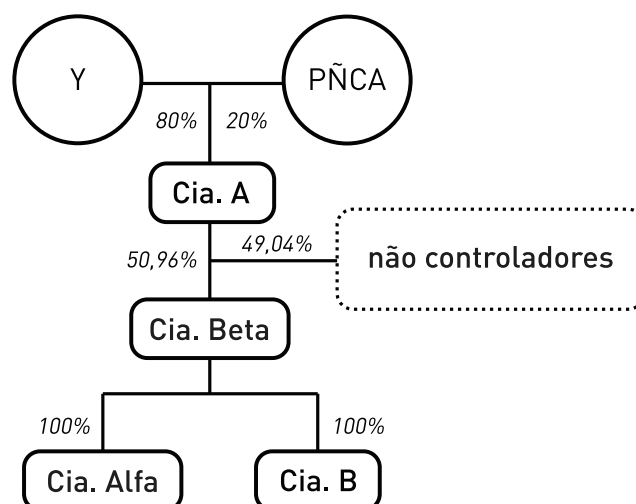 Y
PÑCA
80%
20%
Cia. A
50,96%
49,04%
não controladores
Cia. Beta
100%
100%
Cia. Alfa
Cia. B